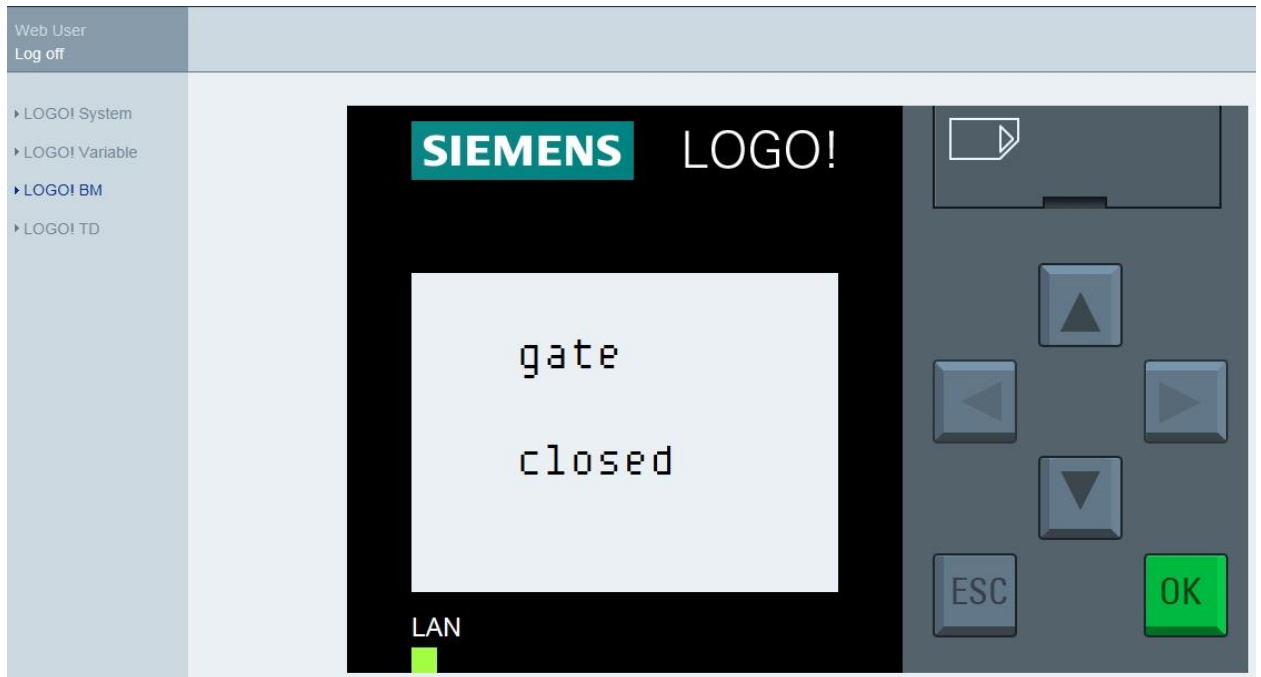 Web User
Log off
LOGO! System
LOGO! Variable
LOGO! BM
LOGO! TD
SIEMENS LOGO!
gate
closed
ESC OK
LAN